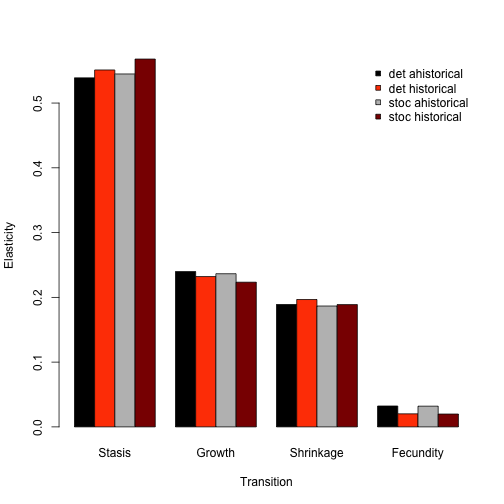 det ahistorical
det historical
stoc ahistorical
stoc historical
Elasticity
0.5
0.4
0.3
0.2
0.1
0.0
Stasis Growth Shrinkage Fecundity
Transition